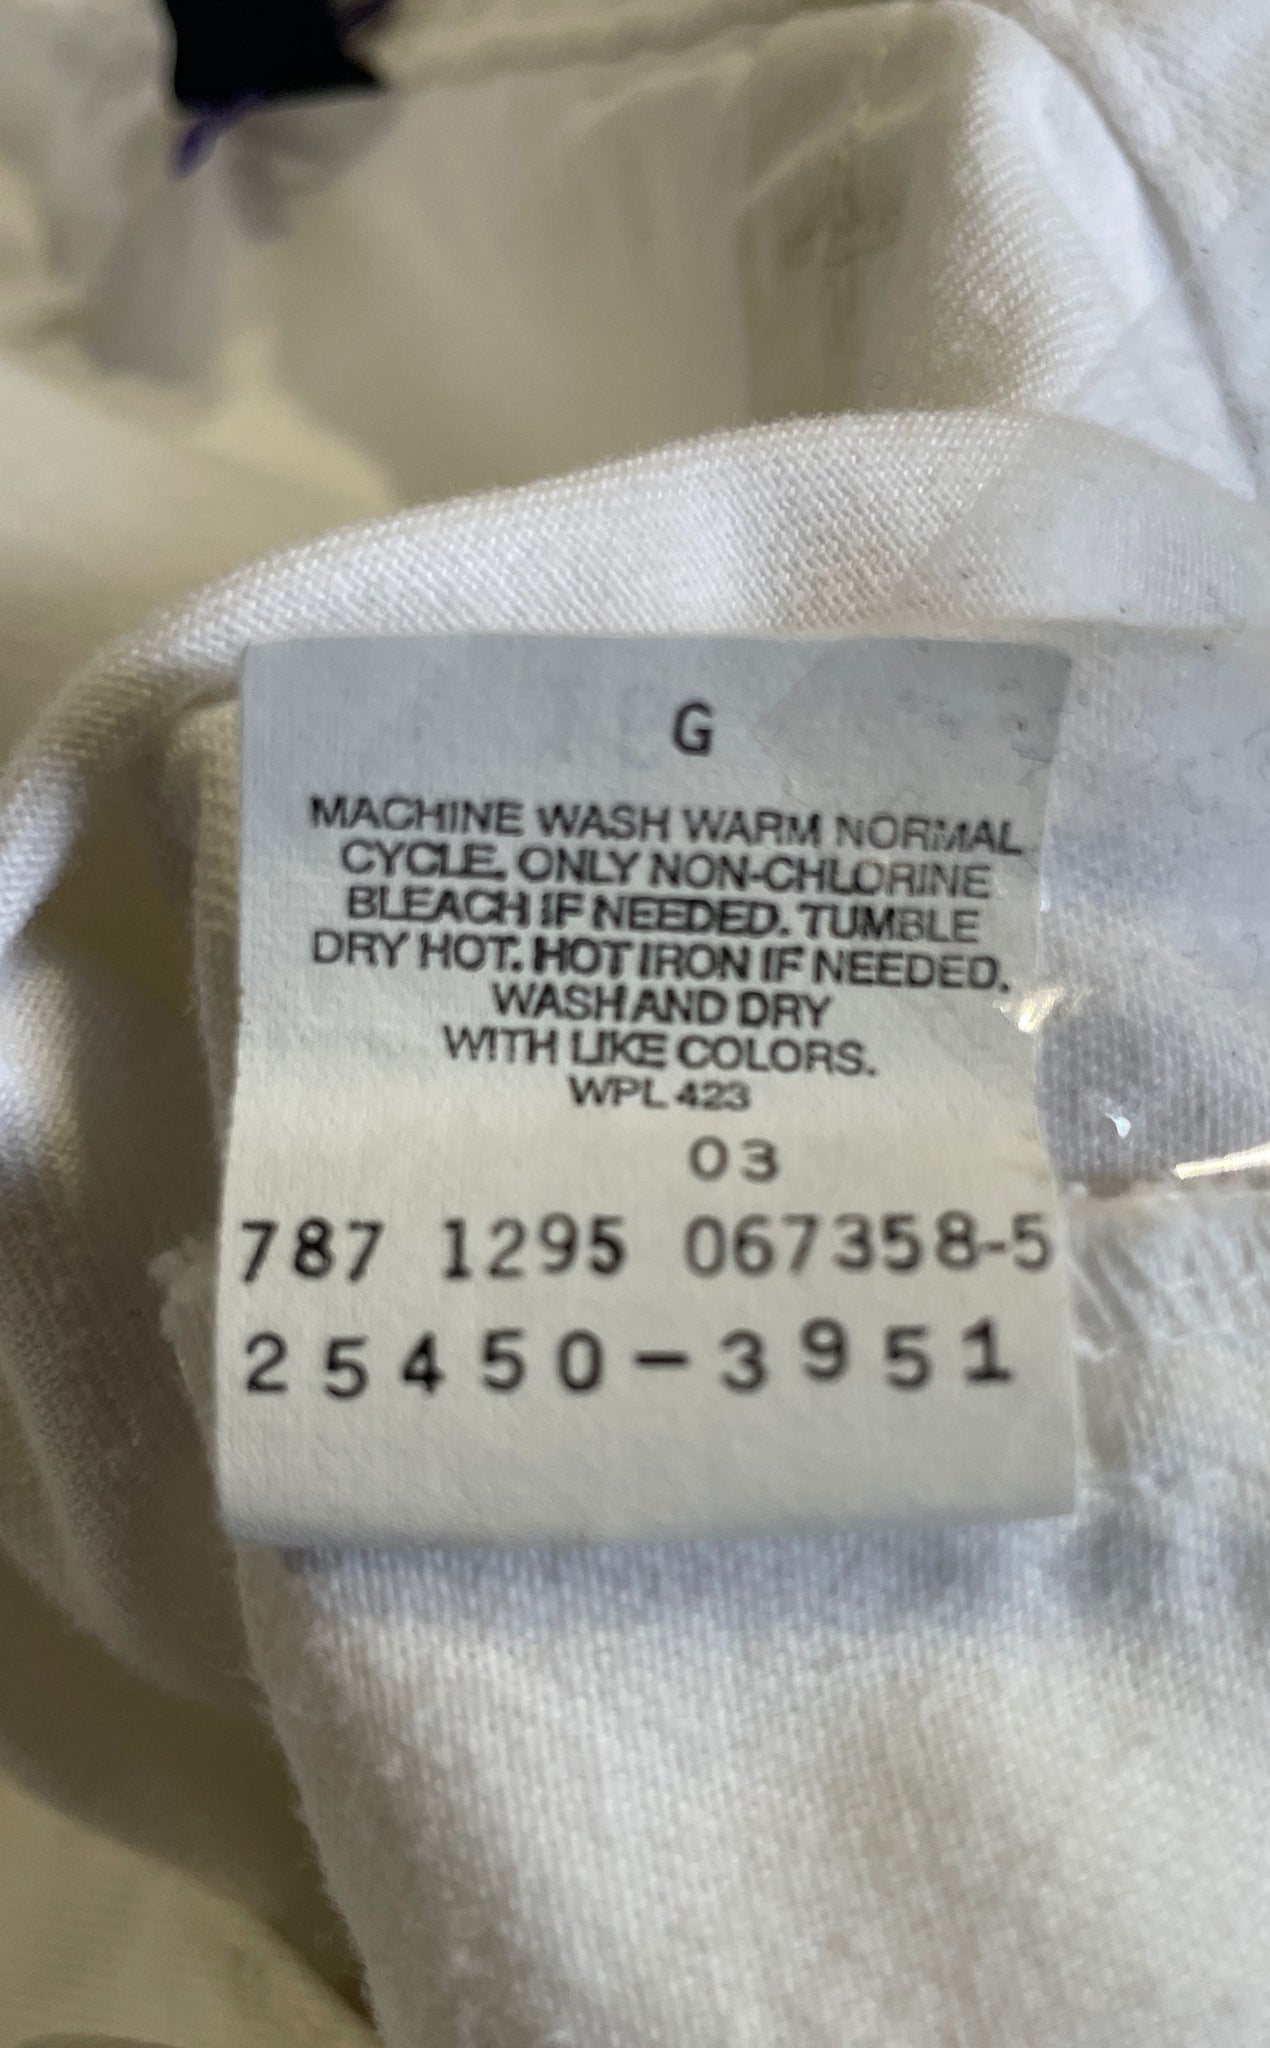 G
MACHINE WASH WARM NORMAL
CYCLE. ONLY NON-CHLORINE
BLEACH IF NEEDED. TUMBLE
DRY HOT. HOT IRON IF NEEDED.
WASH AND DRY
WITH LIKE COLORS.
WPL 423
03
787 1295 067358-5
25450-3951